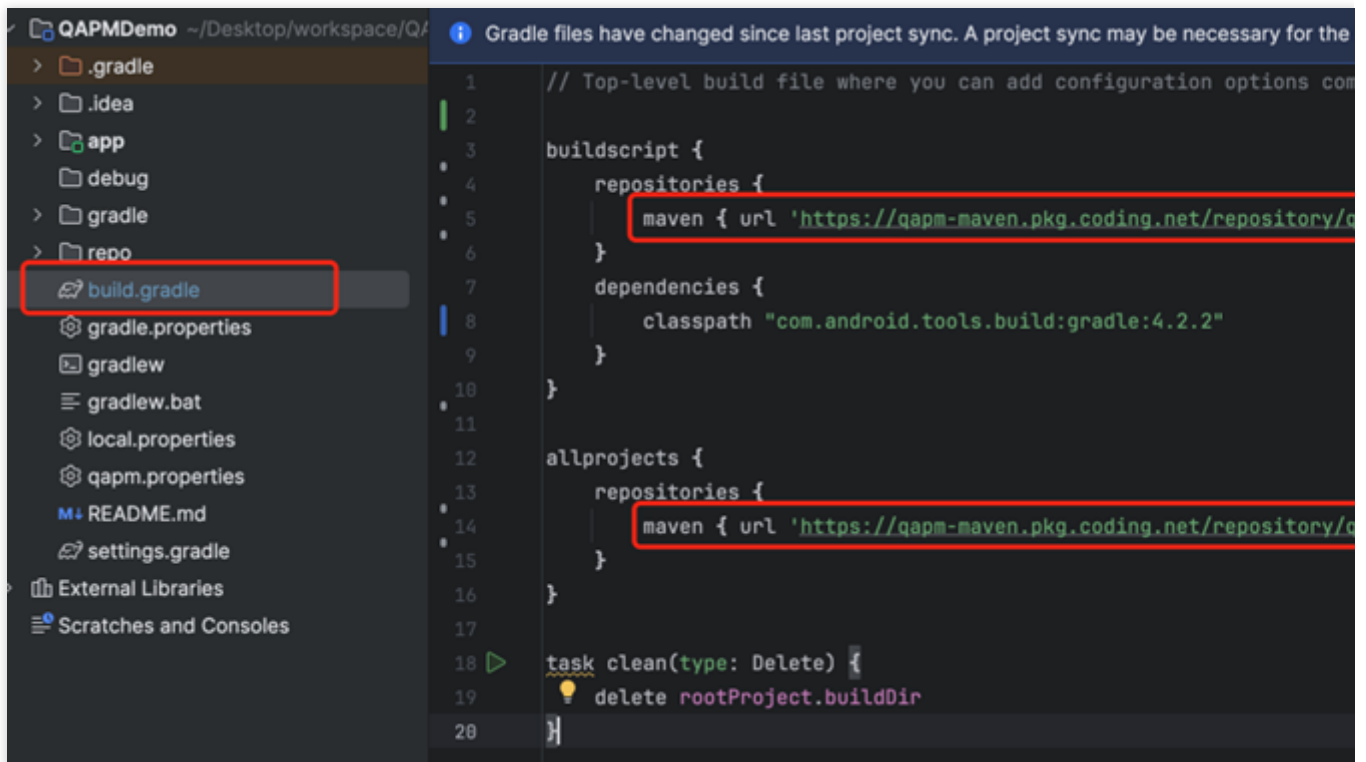 QAPMDemo ~/Desktop/workspace/QA
.gradle
.idea
app
debug
gradle
repo
build.gradle
gradle.properties
gradlew
gradlew.bat
local.properties
qapm.properties
README.md
settings.gradle
External Libraries
Scratches and Consoles
Gradle files have changed since last project sync. A project sync may be necessary for the
1 // Top-level build file where you can add configuration options com
2
3 buildscript {
4 repositories {
5 maven { url 'https://qapm-maven.pkg.coding.net/repository/q
6 }
7 dependencies {
8 classpath "com.android.tools.build:gradle:4.2.2"
9 }
10 }
11
12 allprojects {
13 repositories {
14 maven { url 'https://qapm-maven.pkg.coding.net/repository/q
15 }
16 }
17
18 task clean(type: Delete) {
19 delete rootProject.buildDir
20 }